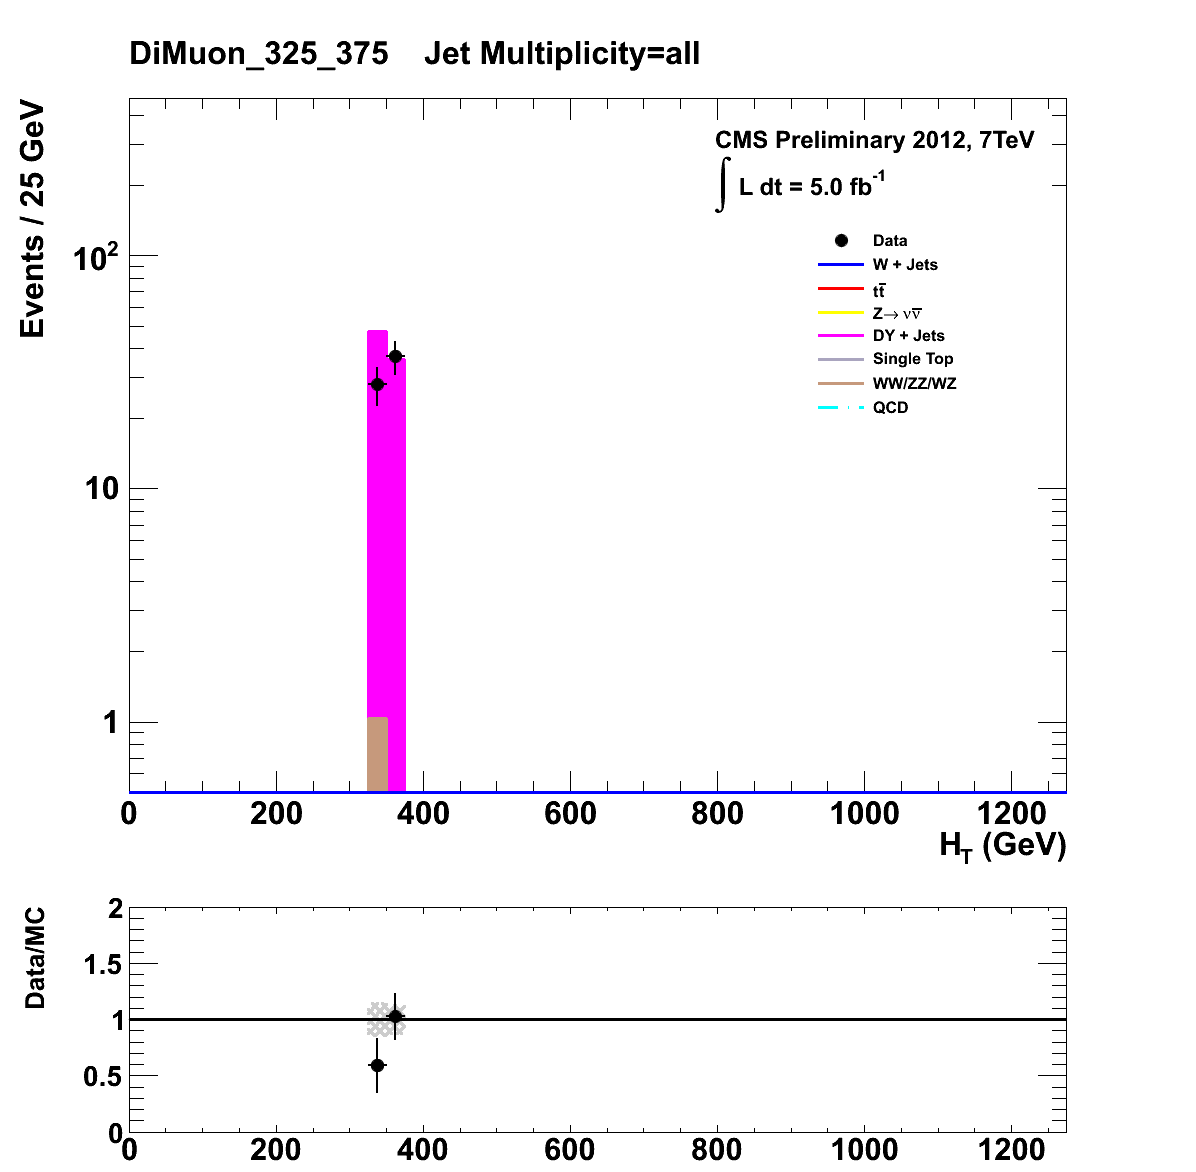 DiMuon_325_375 Jet Multiplicity=all
Events / 25 GeV
CMS Preliminary 2012, 7TeV
∫ L dt = 5.0 fb⁻¹
Data
W + Jets
tt̅
Z→ νν̅
DY + Jets
Single Top
WW/ZZ/WZ
QCD
10²
10
1
0 200 400 600 800 1000 1200
H_T (GeV)
Data/MC
2
1.5
1
0.5
0
0 200 400 600 800 1000 1200